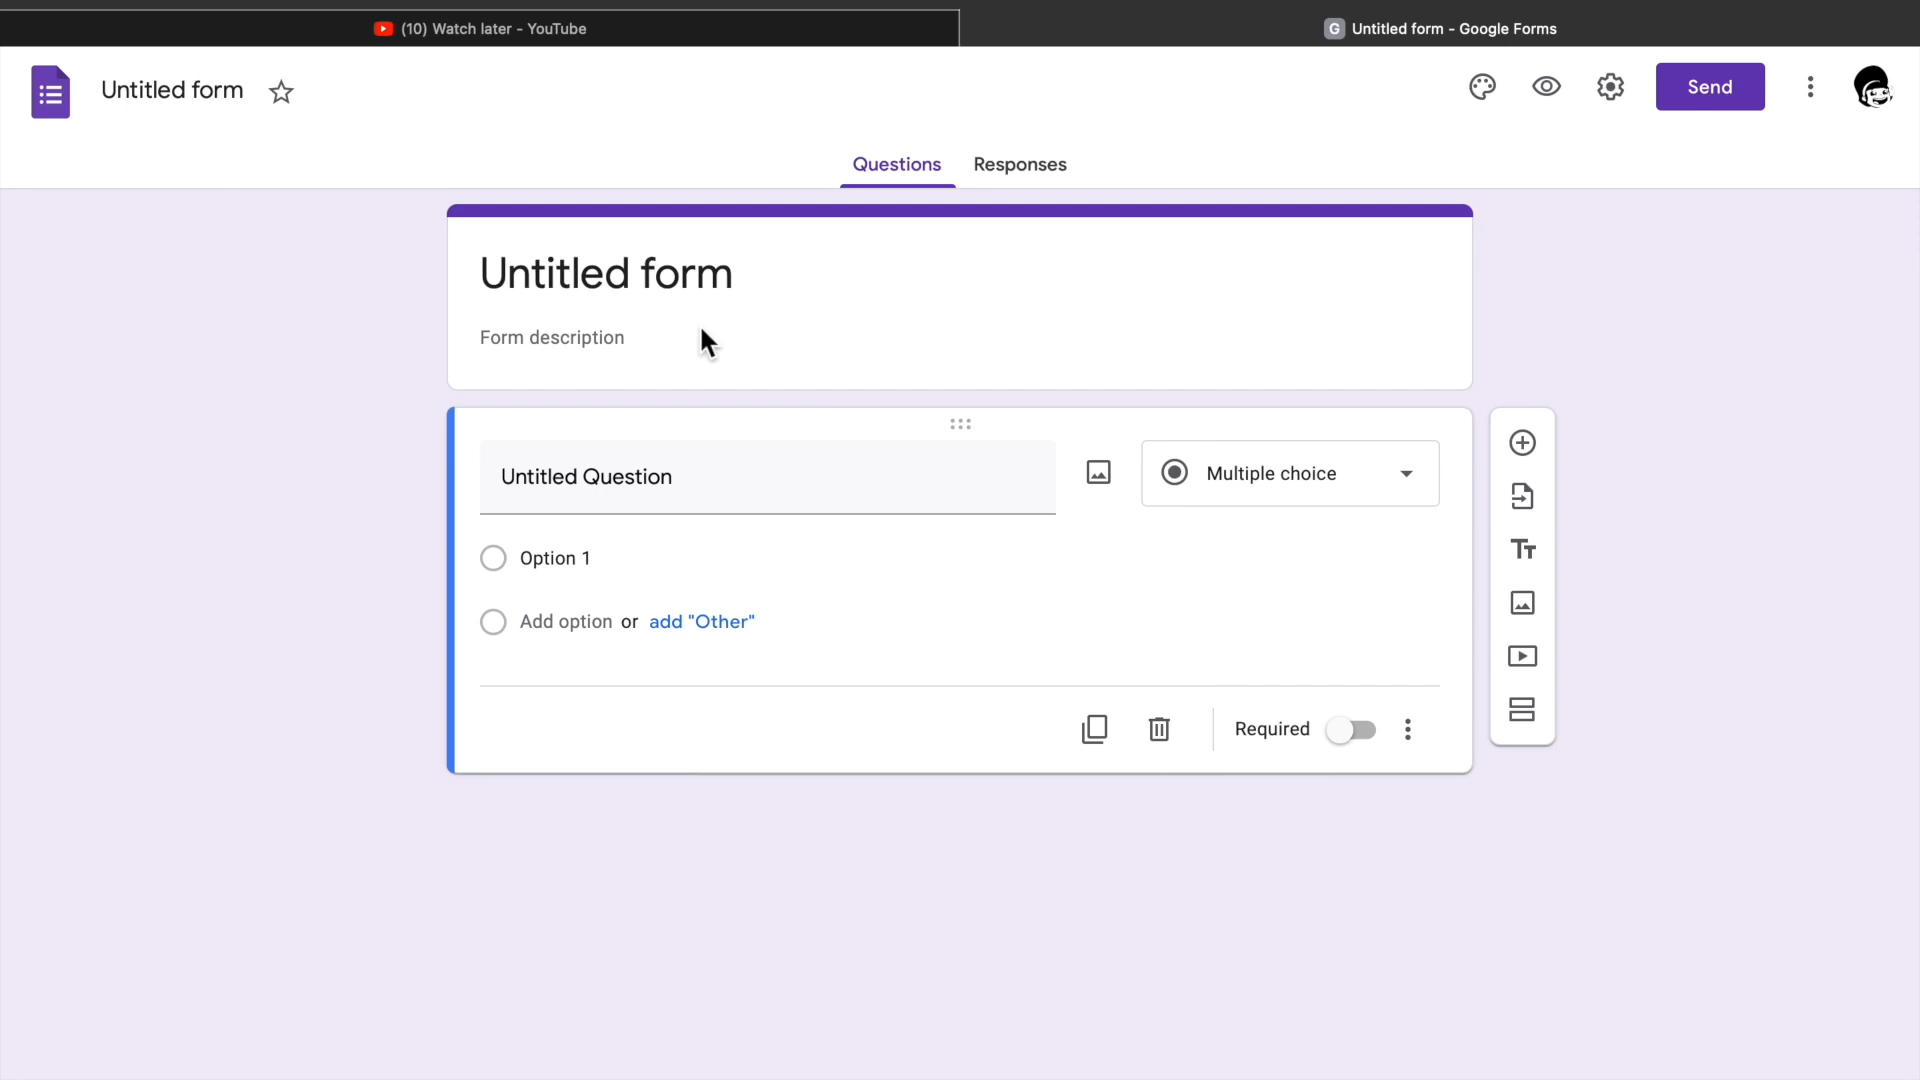 (10) Watch later - YouTube
G Untitled form - Google Forms
Untitled form
Send
Questions Responses
Untitled form
Form description
Untitled Question
Multiple choice
Option 1
Add option or add "Other"
Tt
Required